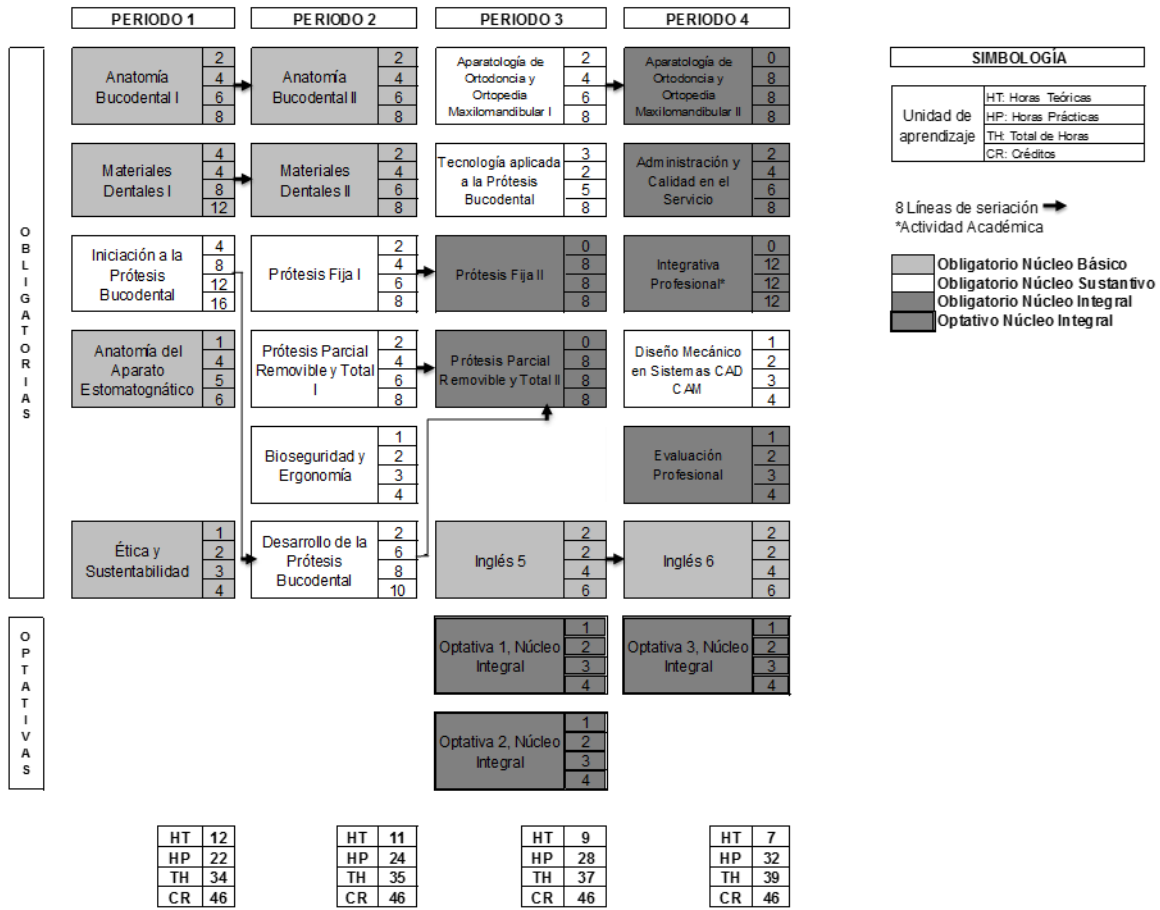 PERIODO 1
PERIODO 2
PERIODO 3
PERIODO 4
OBLIGATORIAS
Anatomía
Bucodental I
2
4
6
8
Anatomía
Bucodental II
2
4
6
8
Aparatología de
Ortodoncia y
Ortopedia
Maxilomandibular I
2
4
6
8
Aparatología de
Ortodoncia y
Ortopedia
Maxilomandibular II
0
8
8
8
Materiales
Dentales I
4
4
8
12
Materiales
Dentales II
2
4
6
8
Tecnología aplicada
a la Prótesis
Bucodental
3
2
5
8
Administración y
Calidad en el
Servicio
2
4
6
8
Iniciación a la
Prótesis
Bucodental
4
8
12
16
Prótesis Fija I
2
4
6
8
Prótesis Fija II
0
8
8
8
Integrativa
Profesional*
0
12
12
12
Anatomía del
Aparato
Estomatognático
1
4
5
6
Prótesis Parcial
Removible y Total
I
2
4
6
8
Prótesis Parcial
Removible y Total II
0
8
8
8
Diseño Mecánico
en Sistemas CAD
CAM
1
2
3
4
Bioseguridad y
Ergonomía
1
2
3
4
Evaluación
Profesional
1
2
3
4
Ética y
Sustentabilidad
1
2
3
4
Desarrollo de la
Prótesis
Bucodental
2
6
8
10
Inglés 5
2
2
4
6
Inglés 6
2
2
4
6
OPTATIVAS
Optativa 1, Núcleo
Integral
1
2
3
4
Optativa 3, Núcleo
Integral
1
2
3
4
Optativa 2, Núcleo
Integral
1
2
3
4
HT 12
HP 22
TH 34
CR 46
HT 11
HP 24
TH 35
CR 46
HT 9
HP 28
TH 37
CR 46
HT 7
HP 32
TH 39
CR 46
SIMBOLOGÍA
Unidad de
aprendizaje
HT: Horas Teóricas
HP: Horas Prácticas
TH: Total de Horas
CR: Créditos
8 Líneas de seriación
*Actividad Académica
Obligatorio Núcleo Básico
Obligatorio Núcleo Sustantivo
Obligatorio Núcleo Integral
Optativo Núcleo Integral